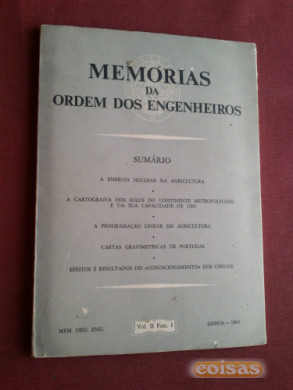 MEMÓRIAS
DA
ORDEM DOS ENGENHEIROS
SUMÁRIO
A ENERGIA NUCLEAR NA AGRICULTURA
A CARTOGRAFIA DOS SOLOS DO CONTINENTE METROPOLITANO
E DA SUA CAPACIDADE DE USO
A PROGRAMAÇÃO LINEAR EM AGRICULTURA
CARTAS GRAVIMETRICAS DE PORTUGAL
EFEITOS E RESULTADOS DO «CONDICIONAMENTO» DOS CEREAIS
MEM. ORD. ENG. Vol. II Fasc. I LISBOA —
coisas